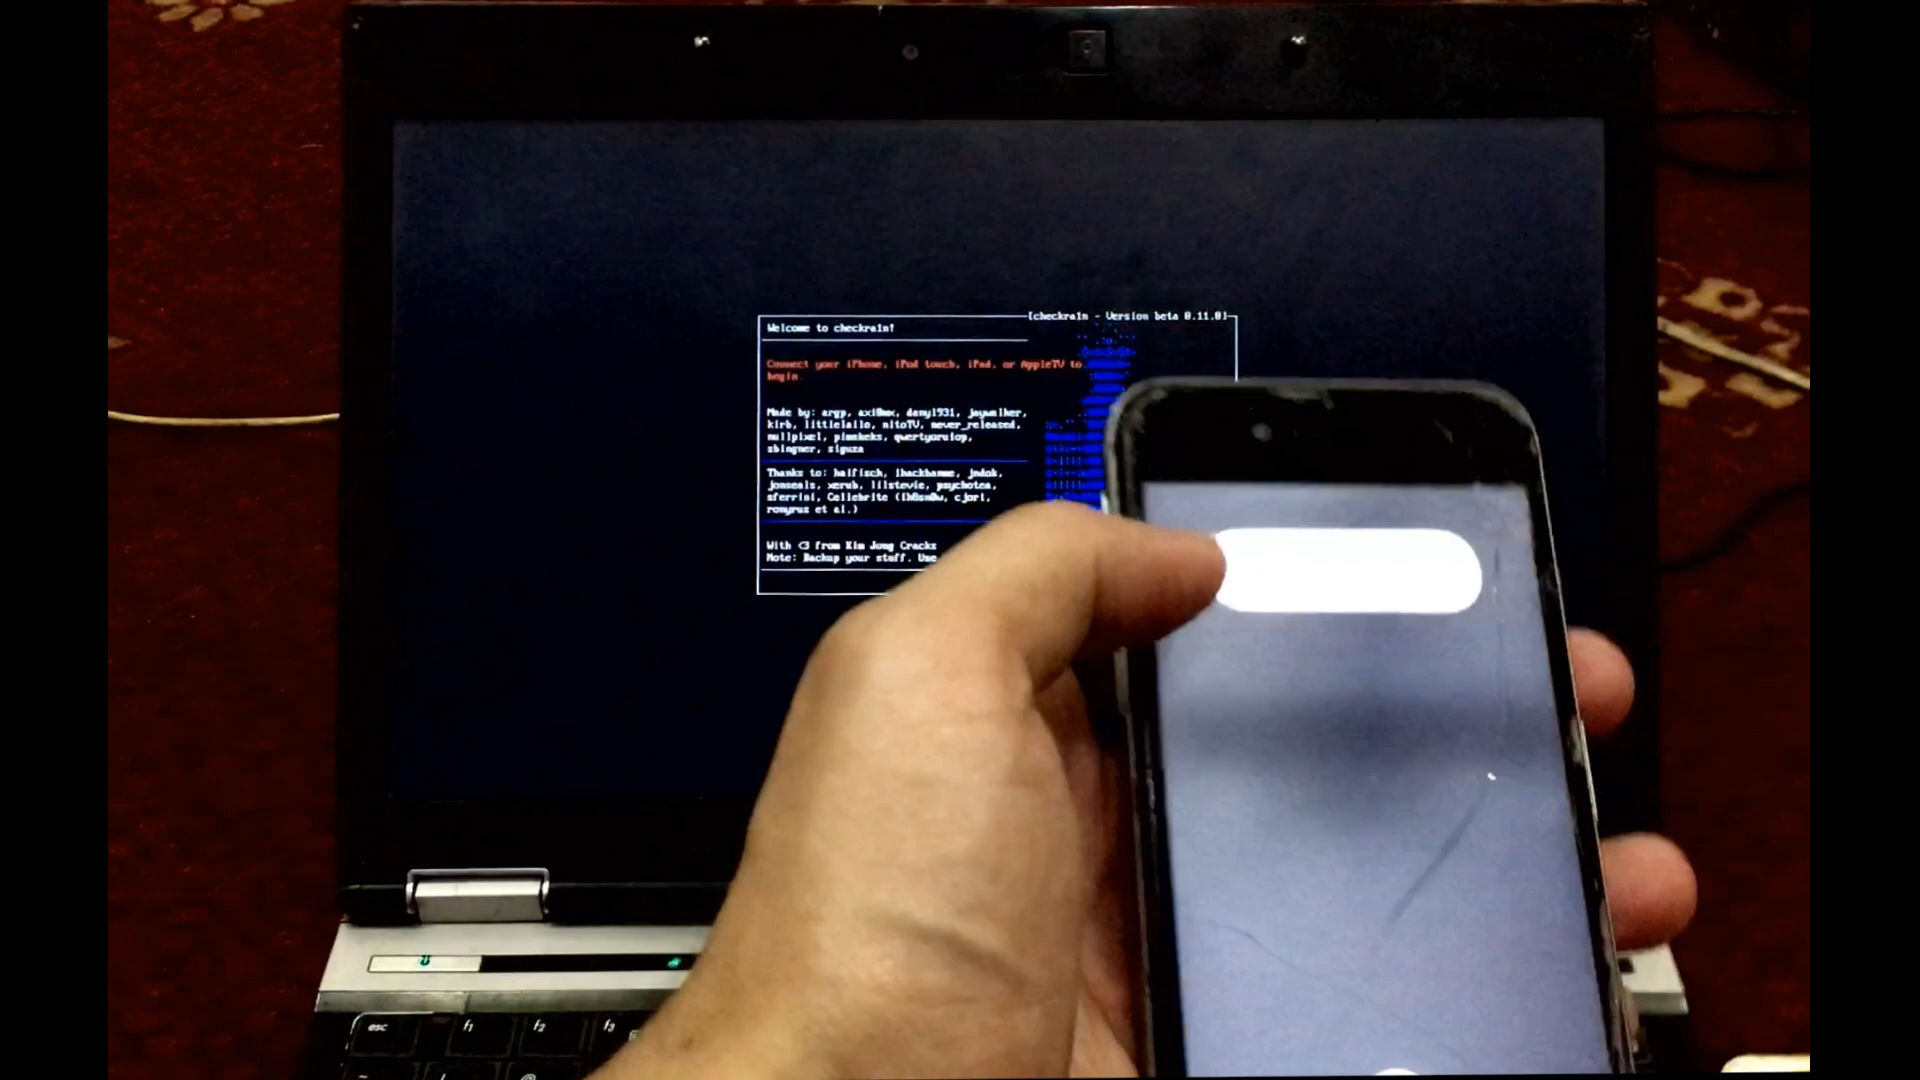 [checkra1n - Version beta 0.11.0]
Welcome to checkra1n!
Connect your iPhone, iPod touch, iPad, or AppleTV to
begin.
Made by: argp, axi0mx, danyl931, jaywalker,
kirb, littlelailo, nitoTV, never_released,
nullpixel, pimskeks, qwertyoruiop,
sbingner, siguza
Thanks to: haifisch, ihackbanme, jndok,
jonseals, xerub, lilstevie, psychotea,
sferrini, Cellebrite (ih8sn0w, cjori,
ronyrus et al.)
With <3 from Kim Jong Cracks
Note: Backup your stuff. Use
esc
f1
f2
f3
~
!
@